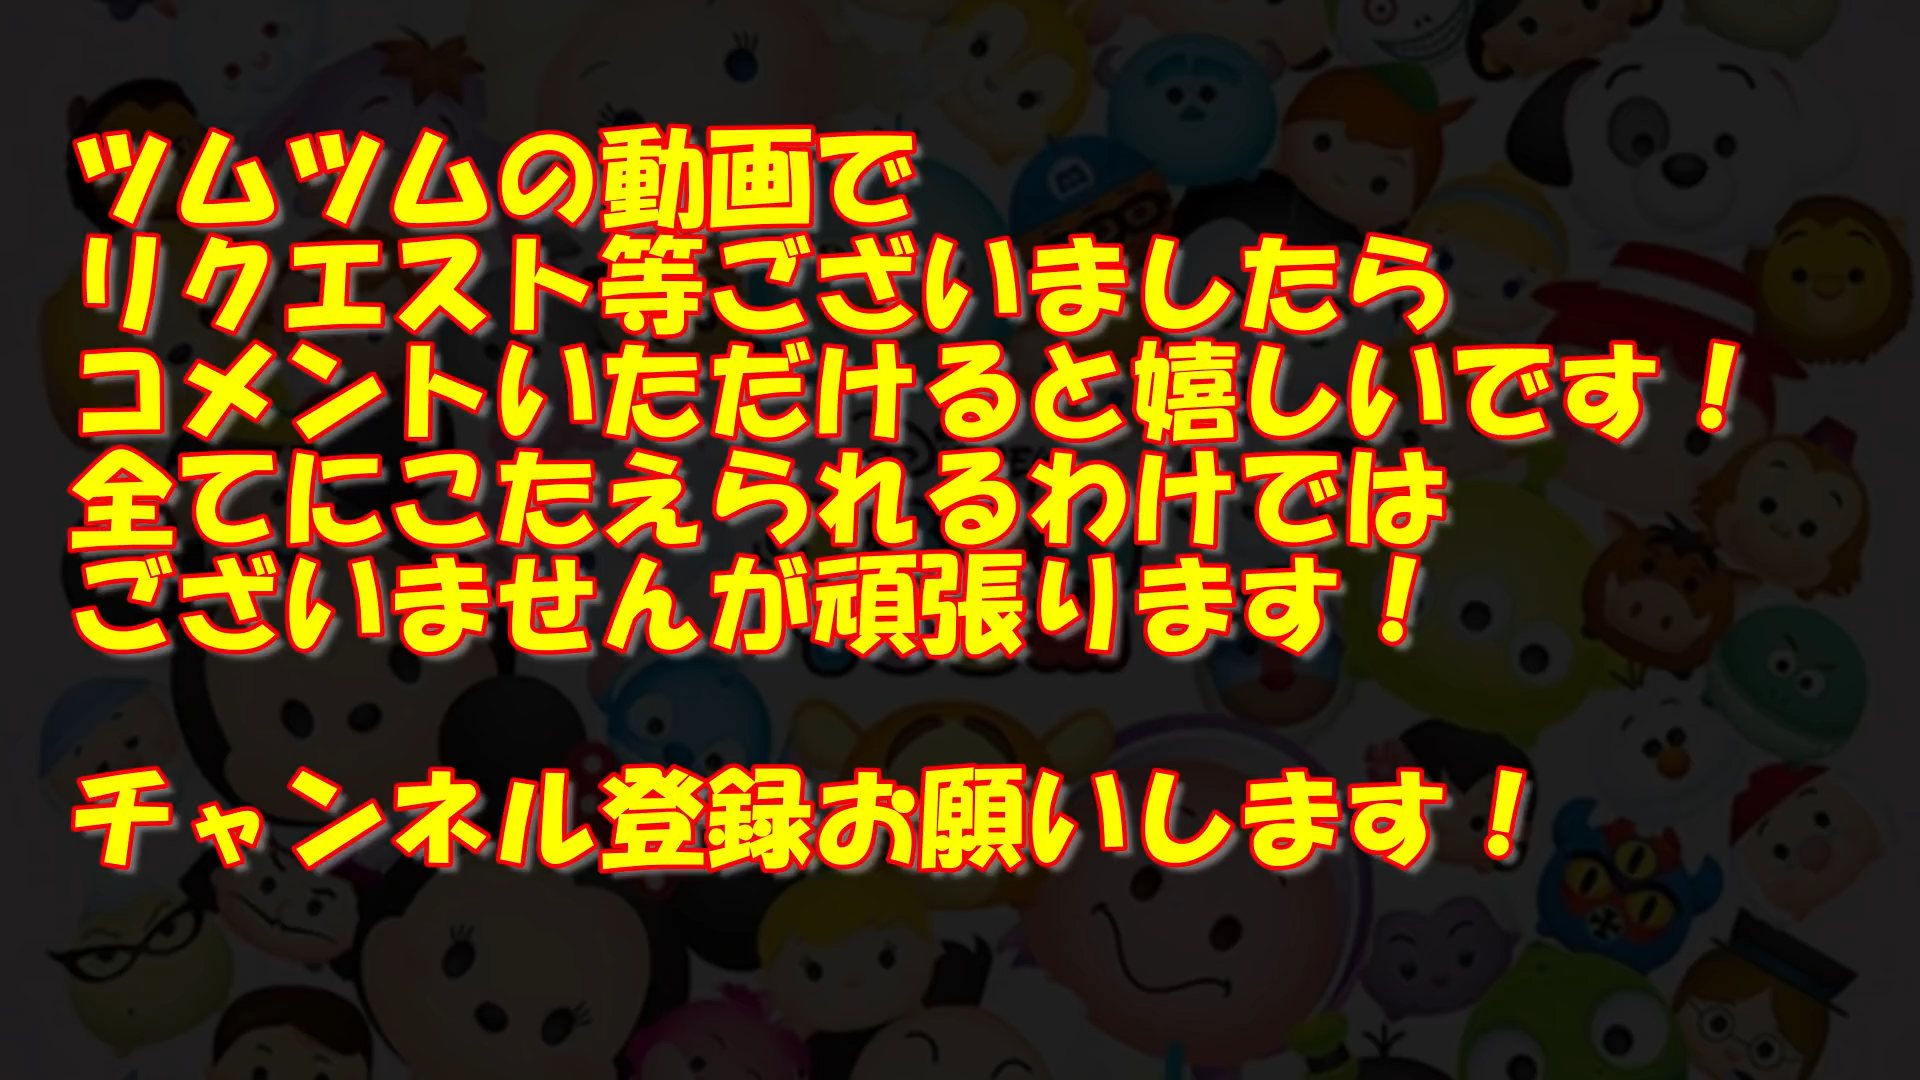 ツムツムの動画で
リクエスト等ございましたら
コメントいただけると嬉しいです！
全てにこたえられるわけでは
ございませんが頑張ります！
チャンネル登録お願いします！